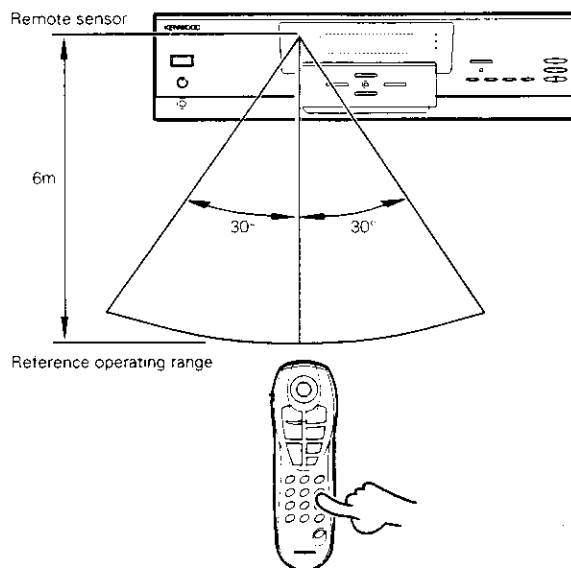 Remote sensor
KENWOOD
6m
30°
30°
Reference operating range